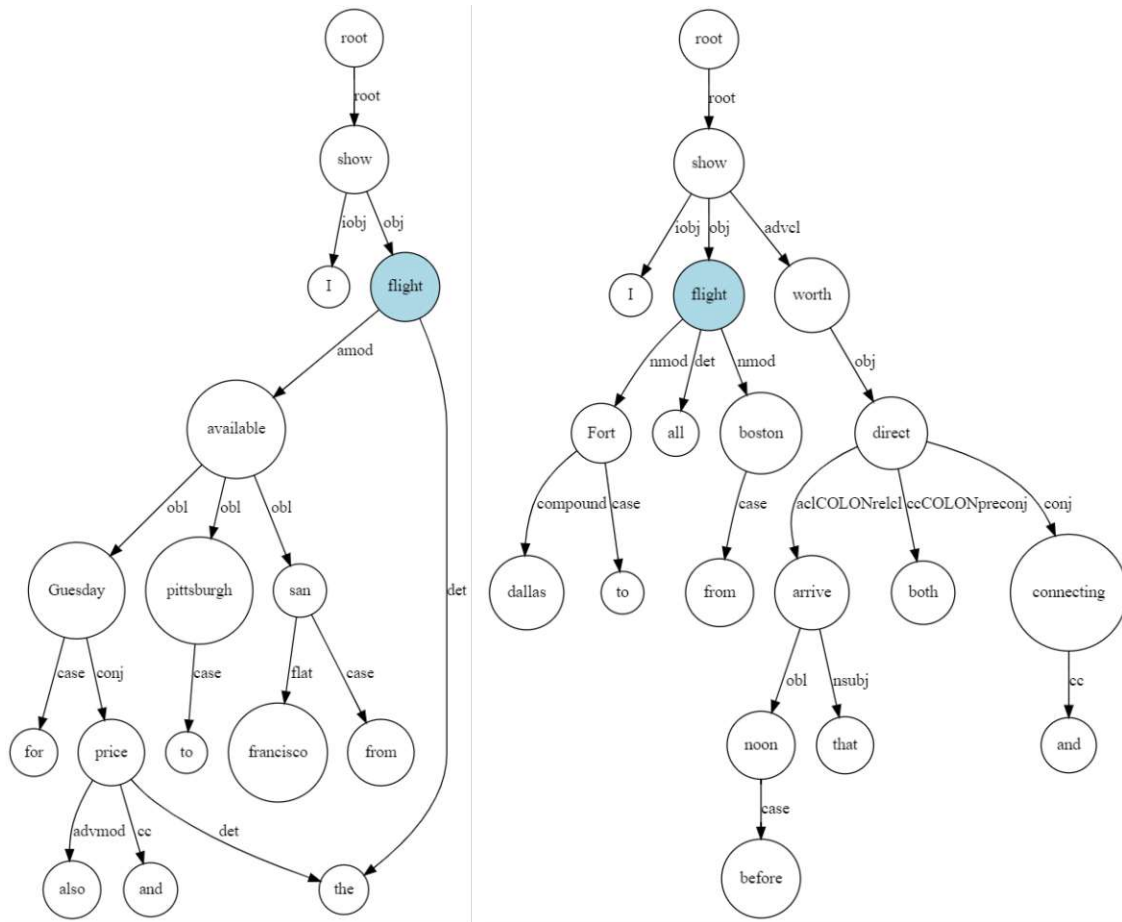 root
root
show
iobj
obj
I
flight
amod
available
obl
obl
obl
Guesday
pittsburgh
san
det
case
conj
case
flat
case
for
price
to
francisco
from
advmod
cc
det
also
and
the
root
root
show
iobj
obj
advcl
I
flight
worth
nmod
det
nmod
obj
Fort
all
boston
direct
compound
case
case
aclCOLONrelcl
ccCOLONpreconj
conj
dallas
to
from
arrive
both
connecting
obl
nsubj
cc
noon
that
and
case
before